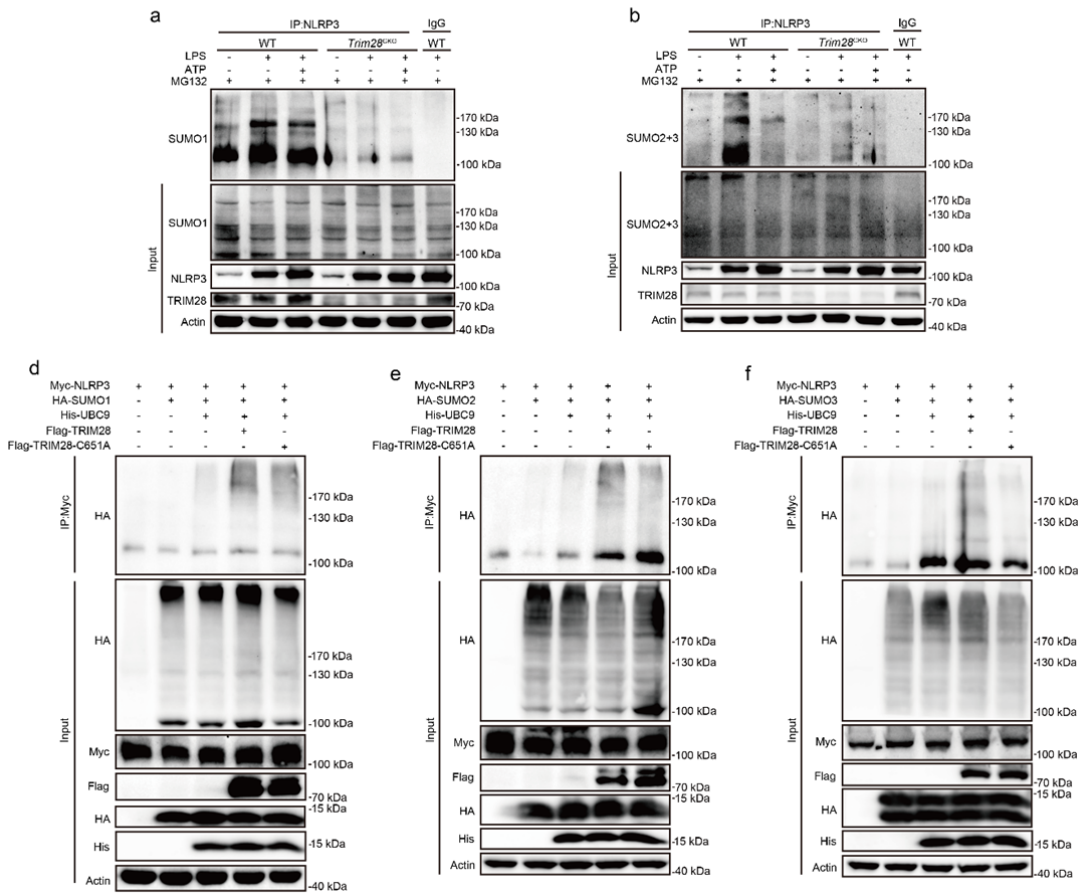 a
IP:NLRP3 IgG
WT Trim28cKO WT
LPS - + + - + + +
ATP - - + - - + -
MG132 + + + + + + +
SUMO1
-170 kDa
-130 kDa
-100 kDa
Input
SUMO1
-170 kDa
-130 kDa
-100 kDa
NLRP3
-100 kDa
TRIM28
-70 kDa
Actin
-40 kDa
b
IP:NLRP3 IgG
WT Trim28cKO WT
LPS - + + - + + +
ATP - - + - - + -
MG132 + + + + + + +
SUMO2+3
-170 kDa
-130 kDa
-100 kDa
Input
SUMO2+3
-170 kDa
-130 kDa
-100 kDa
NLRP3
-100 kDa
TRIM28
-70 kDa
Actin
-40 kDa
d
Myc-NLRP3 + + + + +
HA-SUMO1 - + + + +
His-UBC9 - - + + +
Flag-TRIM28 - - - + -
Flag-TRIM28-C651A - - - - +
IP:Myc
HA
-170 kDa
-130 kDa
-100 kDa
Input
HA
-170 kDa
-130 kDa
-100 kDa
Myc
-100 kDa
Flag
-70 kDa
HA
-15 kDa
His
-15 kDa
Actin
-40 kDa
e
Myc-NLRP3 + + + + +
HA-SUMO2 - + + + +
His-UBC9 - - + + +
Flag-TRIM28 - - - + -
Flag-TRIM28-C651A - - - - +
IP:Myc
HA
-170 kDa
-130 kDa
-100 kDa
Input
HA
-170 kDa
-130 kDa
-100 kDa
Myc
-100 kDa
Flag
-70 kDa
HA
-15 kDa
His
-15 kDa
Actin
-40 kDa
f
Myc-NLRP3 + + + + +
HA-SUMO3 - + + + +
His-UBC9 - - + + +
Flag-TRIM28 - - - + -
Flag-TRIM28-C651A - - - - +
IP:Myc
HA
-170 kDa
-130 kDa
-100 kDa
Input
HA
-170 kDa
-130 kDa
-100 kDa
Myc
-100 kDa
Flag
-70 kDa
HA
-15 kDa
His
-15 kDa
Actin
-40 kDa